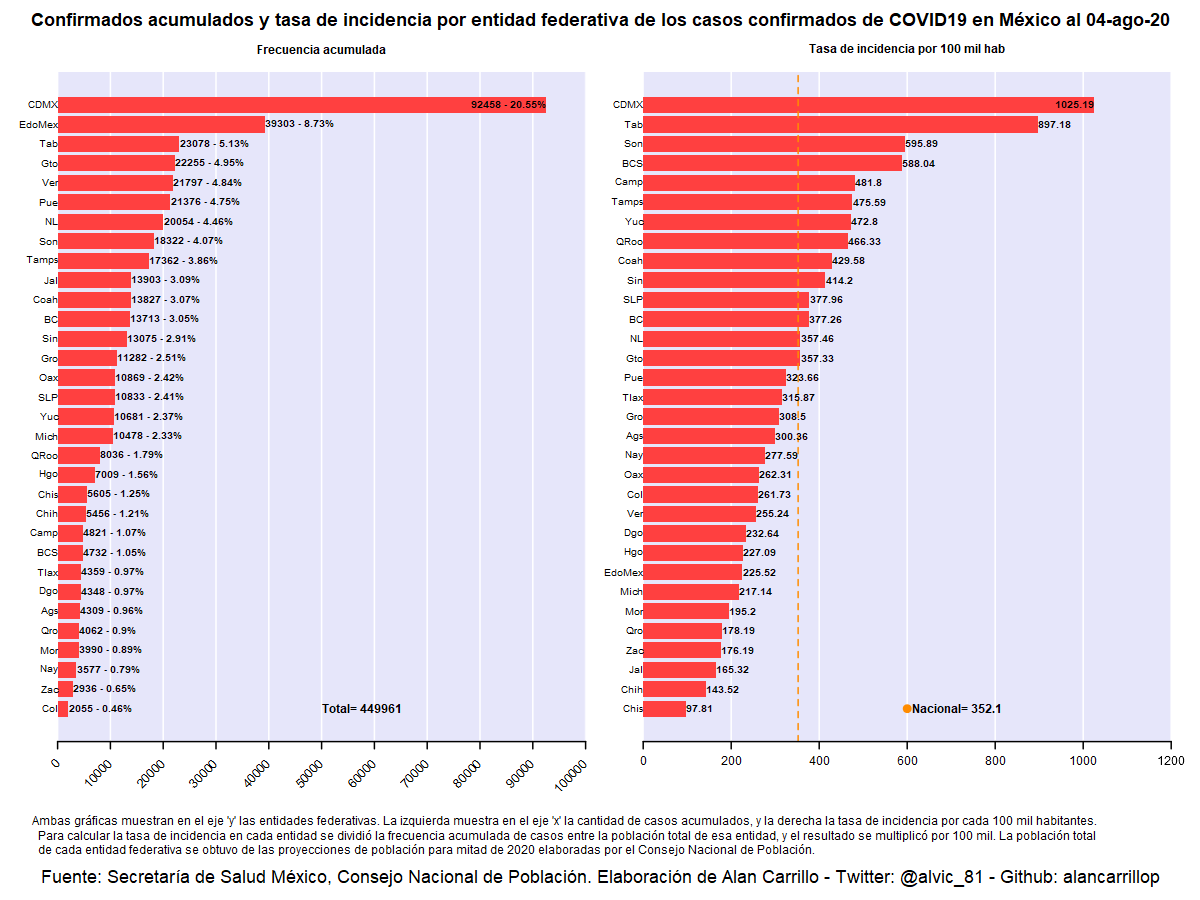 Confirmados acumulados y tasa de incidencia por entidad federativa de los casos confirmados de COVID19 en México al 04-ago-20
Frecuencia acumulada
CDMX 92458 - 20.55%
EdoMex 39303 - 8.73%
Tab 23078 - 5.13%
Gto 22255 - 4.95%
Ver 21797 - 4.84%
Pue 21376 - 4.75%
NL 20054 - 4.46%
Son 18322 - 4.07%
Tamps 17362 - 3.86%
Jal 13903 - 3.09%
Coah 13827 - 3.07%
BC 13713 - 3.05%
Sin 13075 - 2.91%
Gro 11282 - 2.51%
Oax 10869 - 2.42%
SLP 10833 - 2.41%
Yuc 10681 - 2.37%
Mich 10478 - 2.33%
QRoo 8036 - 1.79%
Hgo 7009 - 1.56%
Chis 5605 - 1.25%
Chih 5456 - 1.21%
Camp 4821 - 1.07%
BCS 4732 - 1.05%
Tlax 4359 - 0.97%
Dgo 4348 - 0.97%
Ags 4309 - 0.96%
Qro 4062 - 0.9%
Mor 3990 - 0.89%
Nay 3577 - 0.79%
Zac 2936 - 0.65%
Col 2055 - 0.46%
Total= 449961
0 10000 20000 30000 40000 50000 60000 70000 80000 90000 100000
Tasa de incidencia por 100 mil hab
CDMX 1025.19
Tab 897.18
Son 595.89
BCS 588.04
Camp 481.8
Tamps 475.59
Yuc 472.8
QRoo 466.33
Coah 429.58
Sin 414.2
SLP 377.96
BC 377.26
NL 357.46
Gto 357.33
Pue 323.66
Tlax 315.87
Gro 308.5
Ags 300.36
Nay 277.59
Oax 262.31
Col 261.73
Ver 255.24
Dgo 232.64
Hgo 227.09
EdoMex 225.52
Mich 217.14
Mor 195.2
Qro 178.19
Zac 176.19
Jal 165.32
Chih 143.52
Chis 97.81
Nacional= 352.1
0 200 400 600 800 1000 1200
Ambas gráficas muestran en el eje 'y' las entidades federativas. La izquierda muestra en el eje 'x' la cantidad de casos acumulados, y la derecha la tasa de incidencia por cada 100 mil habitantes.
Para calcular la tasa de incidencia en cada entidad se dividió la frecuencia acumulada de casos entre la población total de esa entidad, y el resultado se multiplicó por 100 mil. La población total
de cada entidad federativa se obtuvo de las proyecciones de población para mitad de 2020 elaboradas por el Consejo Nacional de Población.
Fuente: Secretaría de Salud México, Consejo Nacional de Población. Elaboración de Alan Carrillo - Twitter: @alvic_81 - Github: alancarrillop